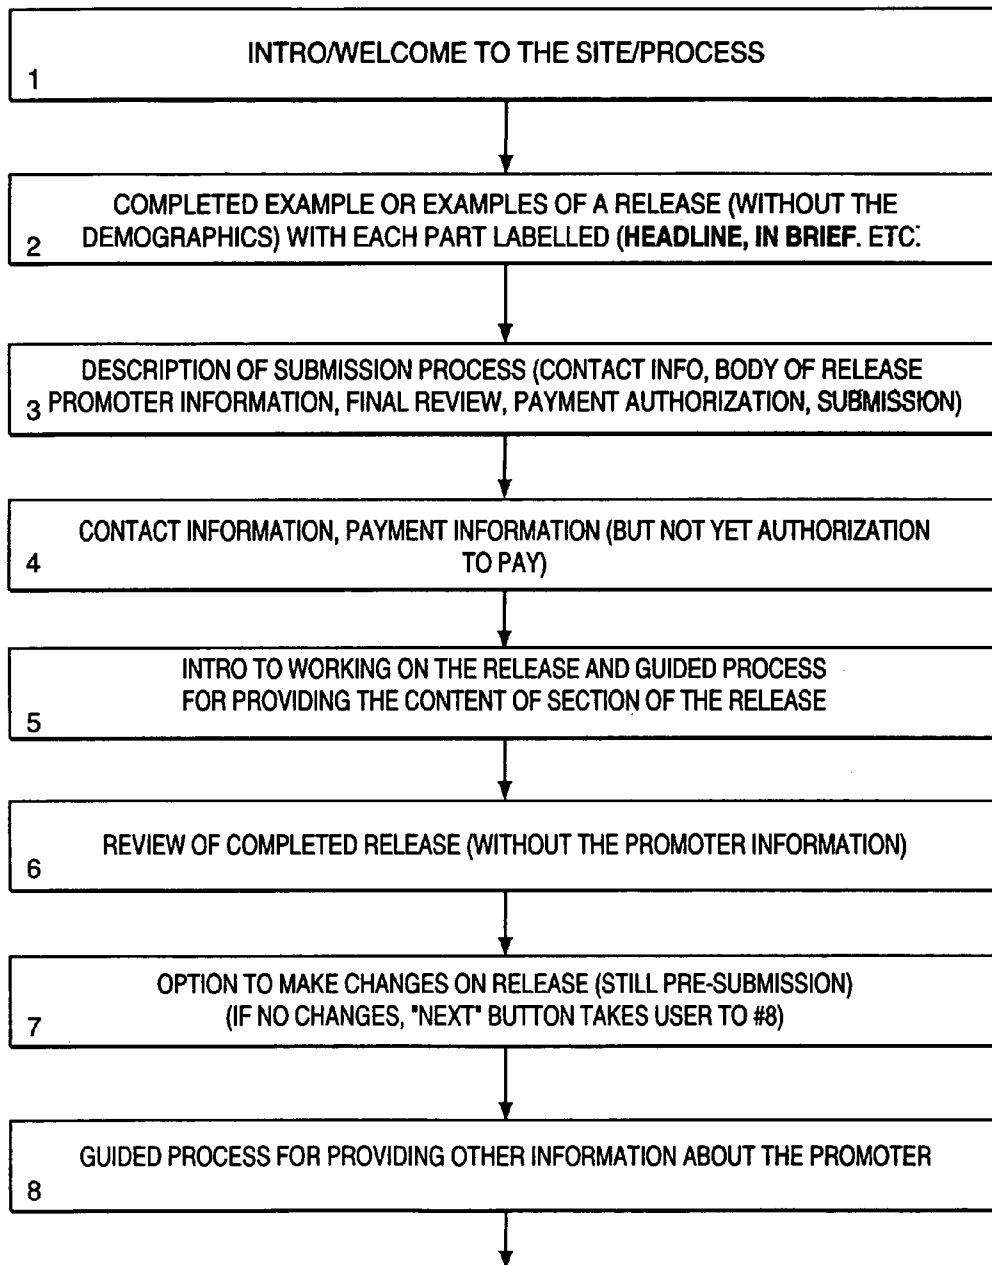 INTRO/WELCOME TO THE SITE/PROCESS
1
COMPLETED EXAMPLE OR EXAMPLES OF A RELEASE (WITHOUT THE
DEMOGRAPHICS) WITH EACH PART LABELLED (HEADLINE, IN BRIEF. ETC.
2
DESCRIPTION OF SUBMISSION PROCESS (CONTACT INFO, BODY OF RELEASE
3 PROMOTER INFORMATION, FINAL REVIEW, PAYMENT AUTHORIZATION, SUBMISSION)
CONTACT INFORMATION, PAYMENT INFORMATION (BUT NOT YET AUTHORIZATION
TO PAY)
4
INTRO TO WORKING ON THE RELEASE AND GUIDED PROCESS
FOR PROVIDING THE CONTENT OF SECTION OF THE RELEASE
5
REVIEW OF COMPLETED RELEASE (WITHOUT THE PROMOTER INFORMATION)
6
OPTION TO MAKE CHANGES ON RELEASE (STILL PRE-SUBMISSION)
(IF NO CHANGES, "NEXT" BUTTON TAKES USER TO #8)
7
GUIDED PROCESS FOR PROVIDING OTHER INFORMATION ABOUT THE PROMOTER
8